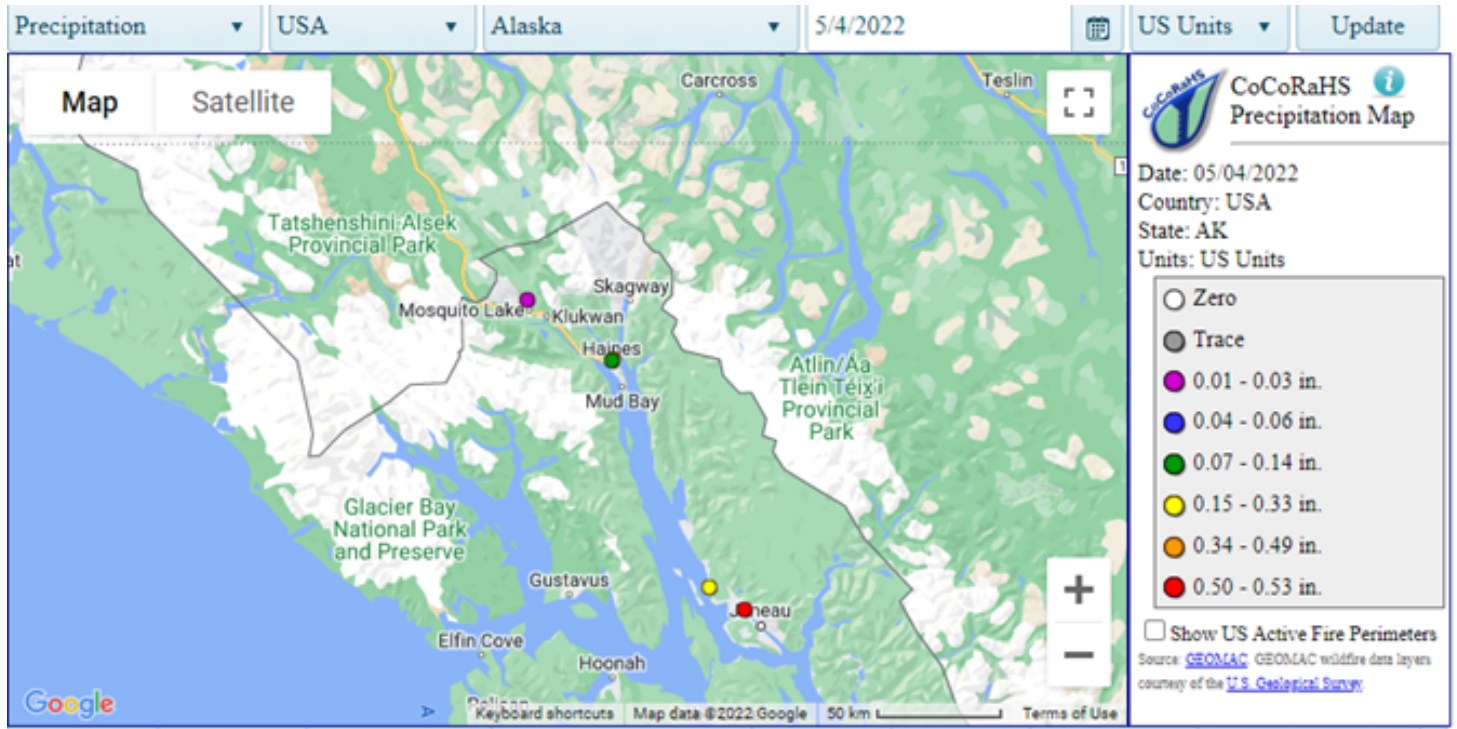 Precipitation ▼ USA ▼ Alaska ▼ 5/4/2022 US Units ▼ Update
Map Satellite
Carcross
Teslin
1
Tatshenshini-Alsek
Provincial Park
at
Skagway
Mosquito Lake
Klukwan
Haines
Mud Bay
Atlin/Áa
Tlein Téix'i
Provincial
Park
Glacier Bay
National Park
and Preserve
Gustavus
Juneau
Elfin Cove
Hoonah
Pelican
Google
Keyboard shortcuts Map data ©2022 Google 50 km Terms of Use
+
−
CoCoRaHS
CoCoRaHS i
Precipitation Map
Date: 05/04/2022
Country: USA
State: AK
Units: US Units
Zero
Trace
0.01 - 0.03 in.
0.04 - 0.06 in.
0.07 - 0.14 in.
0.15 - 0.33 in.
0.34 - 0.49 in.
0.50 - 0.53 in.
Show US Active Fire Perimeters
Source: GEOMAC. GEOMAC wildfire data layers
courtesy of the U.S. Geological Survey.